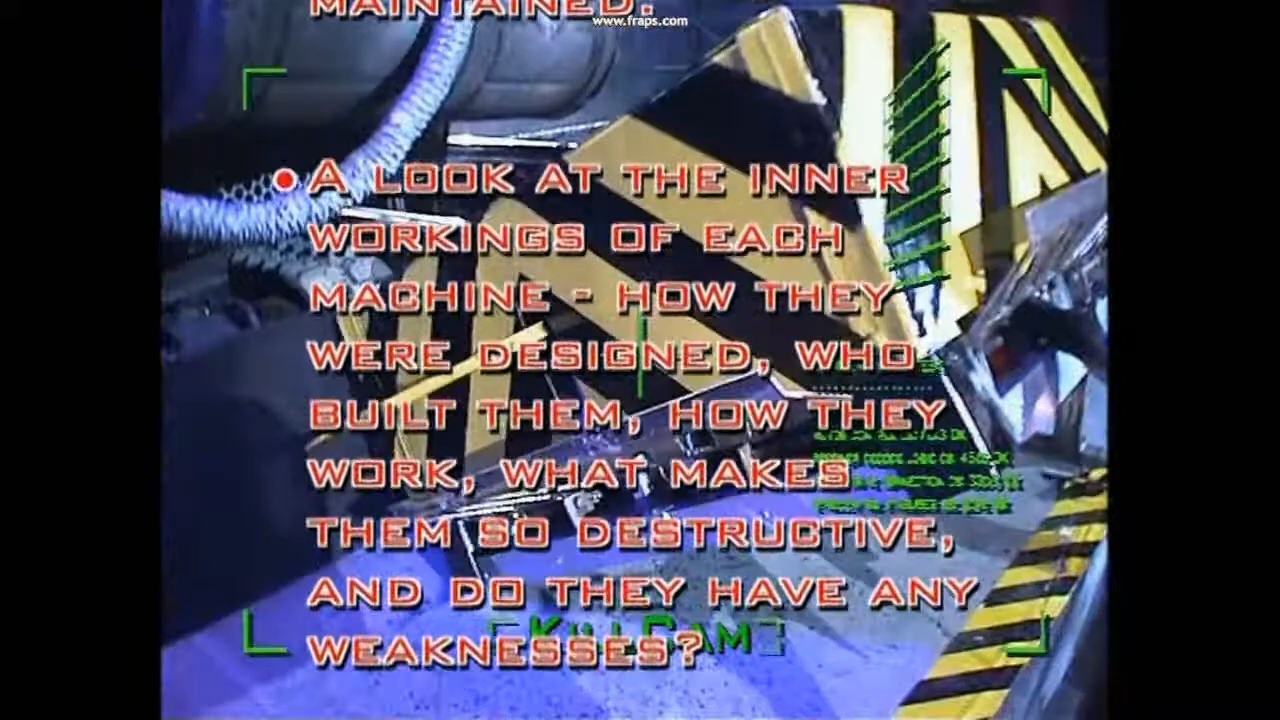 MAINTAINED.
www.fraps.com
• A LOOK AT THE INNER
WORKINGS OF EACH
MACHINE - HOW THEY
WERE DESIGNED, WHO
BUILT THEM, HOW THEY
WORK, WHAT MAKES
THEM SO DESTRUCTIVE,
AND DO THEY HAVE ANY
WEAKNESSES?
[KILLCAM]